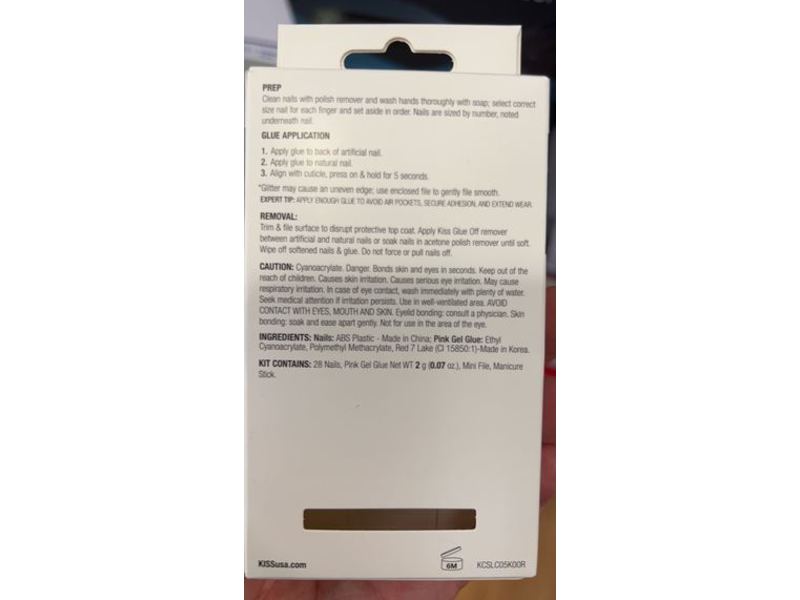 PREP
Clean nails with polish remover and wash hands thoroughly with soap; select correct
size nail for each finger and set aside in order. Nails are sized by number, noted
underneath nail.
GLUE APPLICATION
1. Apply glue to back of artificial nail.
2. Apply glue to natural nail.
3. Align with cuticle, press on & hold for 5 seconds.
*Glitter may cause an uneven edge; use enclosed file to gently file smooth.
EXPERT TIP: APPLY ENOUGH GLUE TO AVOID AIR POCKETS, SECURE ADHESION, AND EXTEND WEAR.
REMOVAL:
Trim & file surface to disrupt protective top coat. Apply Kiss Glue Off remover
between artificial and natural nails or soak nails in acetone polish remover until soft.
Wipe off softened nails & glue. Do not force or pull nails off.
CAUTION: Cyanoacrylate. Danger. Bonds skin and eyes in seconds. Keep out of the
reach of children. Causes skin irritation. Causes serious eye irritation. May cause
respiratory irritation. In case of eye contact, wash immediately with plenty of water.
Seek medical attention if irritation persists. Use in well-ventilated area. AVOID
CONTACT WITH EYES, MOUTH AND SKIN. Eyelid bonding: consult a physician. Skin
bonding: soak and ease apart gently. Not for use in the area of the eye.
INGREDIENTS: Nails: ABS Plastic - Made in China; Pink Gel Glue: Ethyl
Cyanoacrylate, Polymethyl Methacrylate, Red 7 Lake (CI 15850:1)-Made in Korea.
KIT CONTAINS: 28 Nails, Pink Gel Glue Net WT 2 g (0.07 oz.), Mini File, Manicure
Stick.
KISSusa.com
6M
KCSLC05K00R